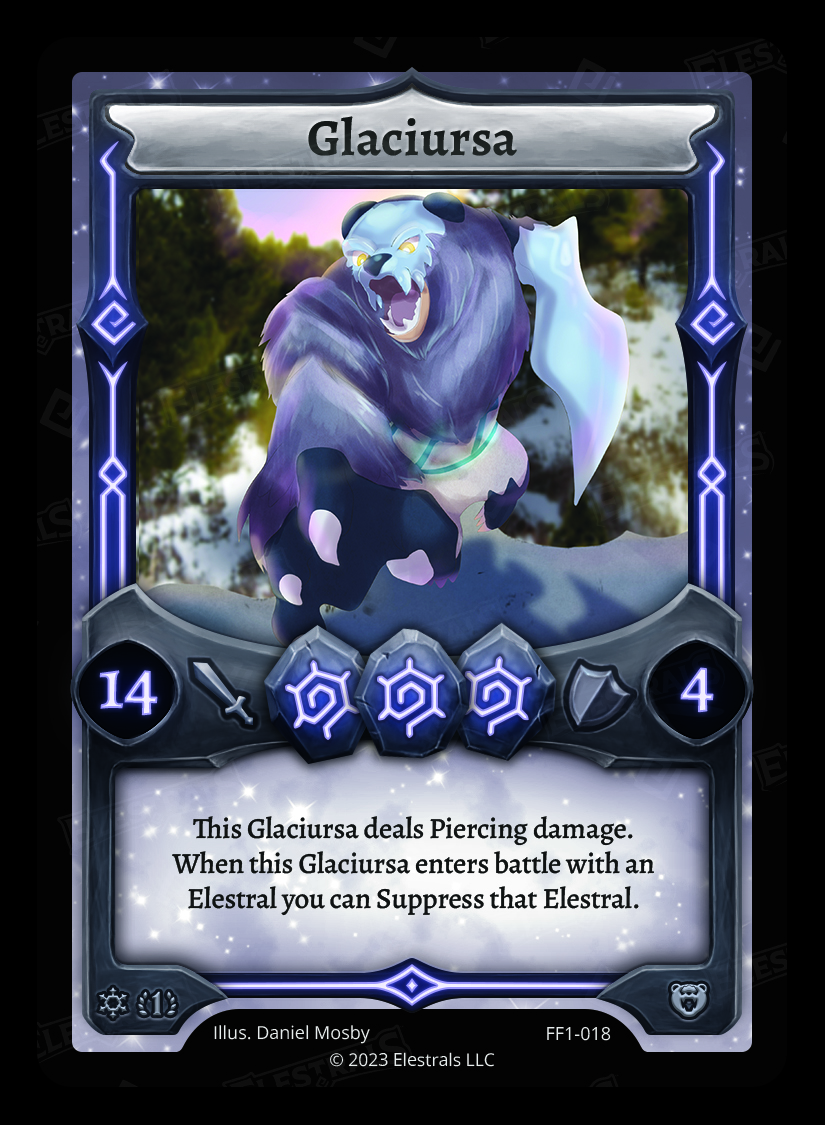 Glaciursa
14
4
This Glaciursa deals Piercing damage.
When this Glaciursa enters battle with an
Elestral you can Suppress that Elestral.
1
Illus. Daniel Mosby
FF1-018
© 2023 Elestrals LLC